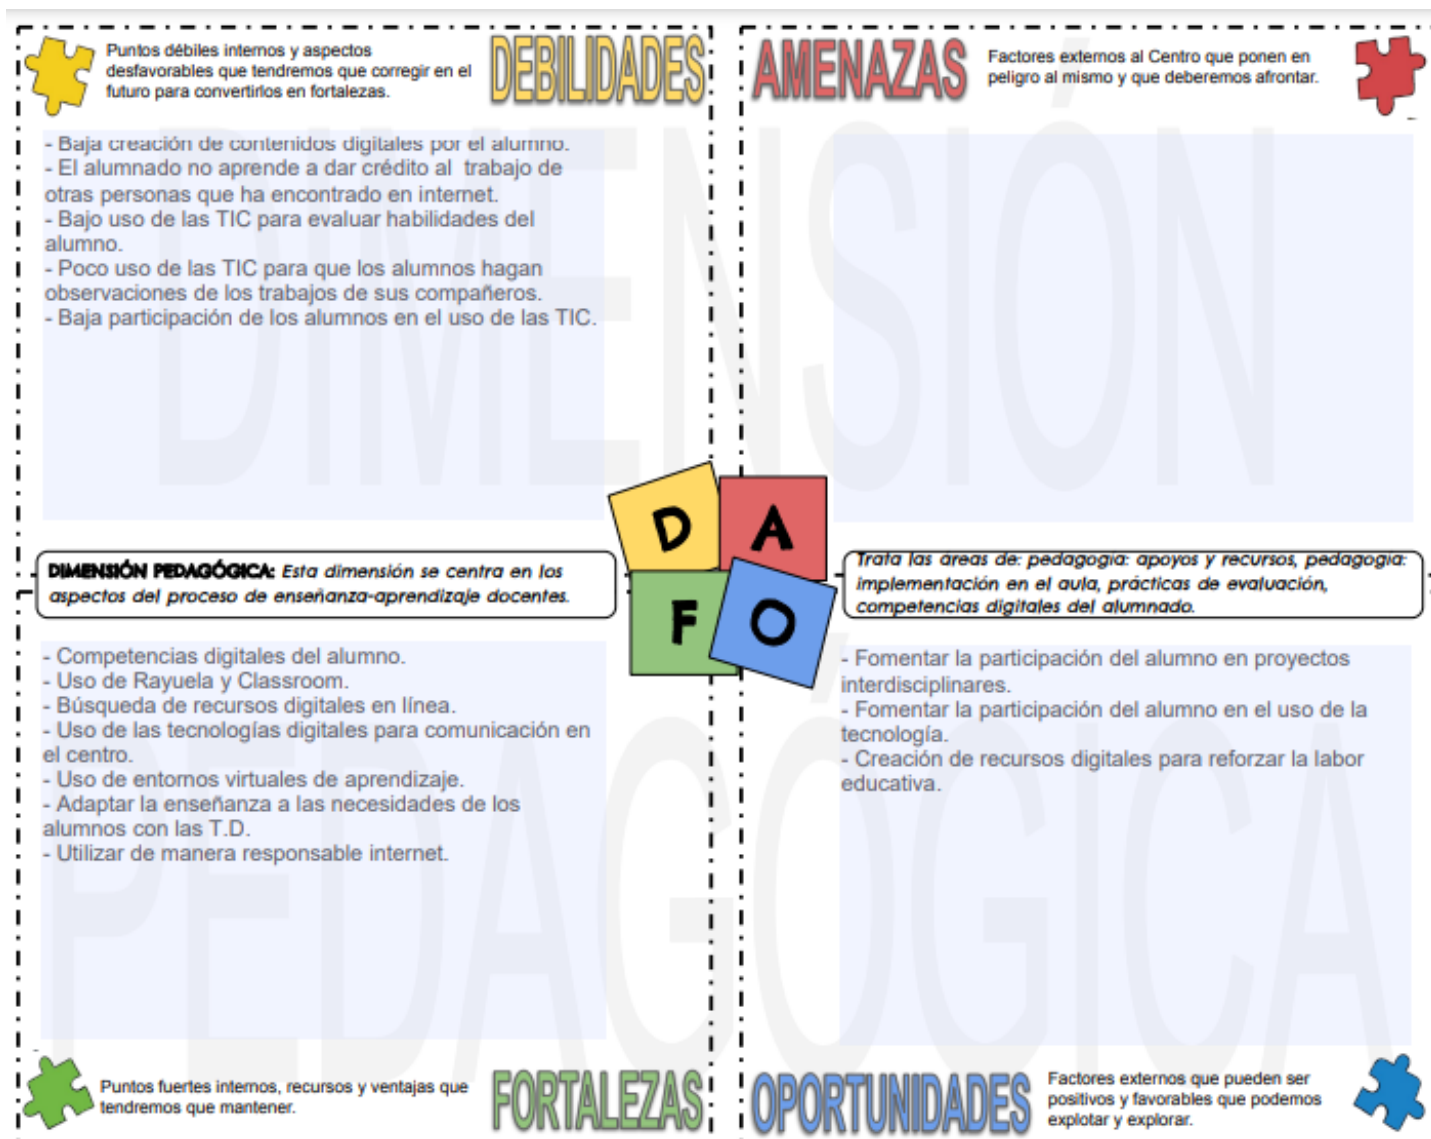 Puntos débiles internos y aspectos
desfavorables que tendremos que corregir en el
futuro para convertirlos en fortalezas.
DEBILIDADES
- Baja creación de contenidos digitales por el alumno.
- El alumnado no aprende a dar crédito al trabajo de
otras personas que ha encontrado en internet.
- Bajo uso de las TIC para evaluar habilidades del
alumno.
- Poco uso de las TIC para que los alumnos hagan
observaciones de los trabajos de sus compañeros.
- Baja participación de los alumnos en el uso de las TIC.
AMENAZAS
Factores externos al Centro que ponen en
peligro al mismo y que deberemos afrontar.
DIMENSIÓN
D
A
F
O
DIMENSIÓN PEDAGÓGICA: Esta dimensión se centra en los
aspectos del proceso de enseñanza-aprendizaje docentes.
Trata las áreas de: pedagogía: apoyos y recursos, pedagogía:
implementación en el aula, prácticas de evaluación,
competencias digitales del alumnado.
- Competencias digitales del alumno.
- Uso de Rayuela y Classroom.
- Búsqueda de recursos digitales en línea.
- Uso de las tecnologías digitales para comunicación en
el centro.
- Uso de entornos virtuales de aprendizaje.
- Adaptar la enseñanza a las necesidades de los
alumnos con las T.D.
- Utilizar de manera responsable internet.
- Fomentar la participación del alumno en proyectos
interdisciplinares.
- Fomentar la participación del alumno en el uso de la
tecnología.
- Creación de recursos digitales para reforzar la labor
educativa.
PEDAGÓGICA
Puntos fuertes internos, recursos y ventajas que
tendremos que mantener.
FORTALEZAS
OPORTUNIDADES
Factores externos que pueden ser
positivos y favorables que podemos
explotar y explorar.